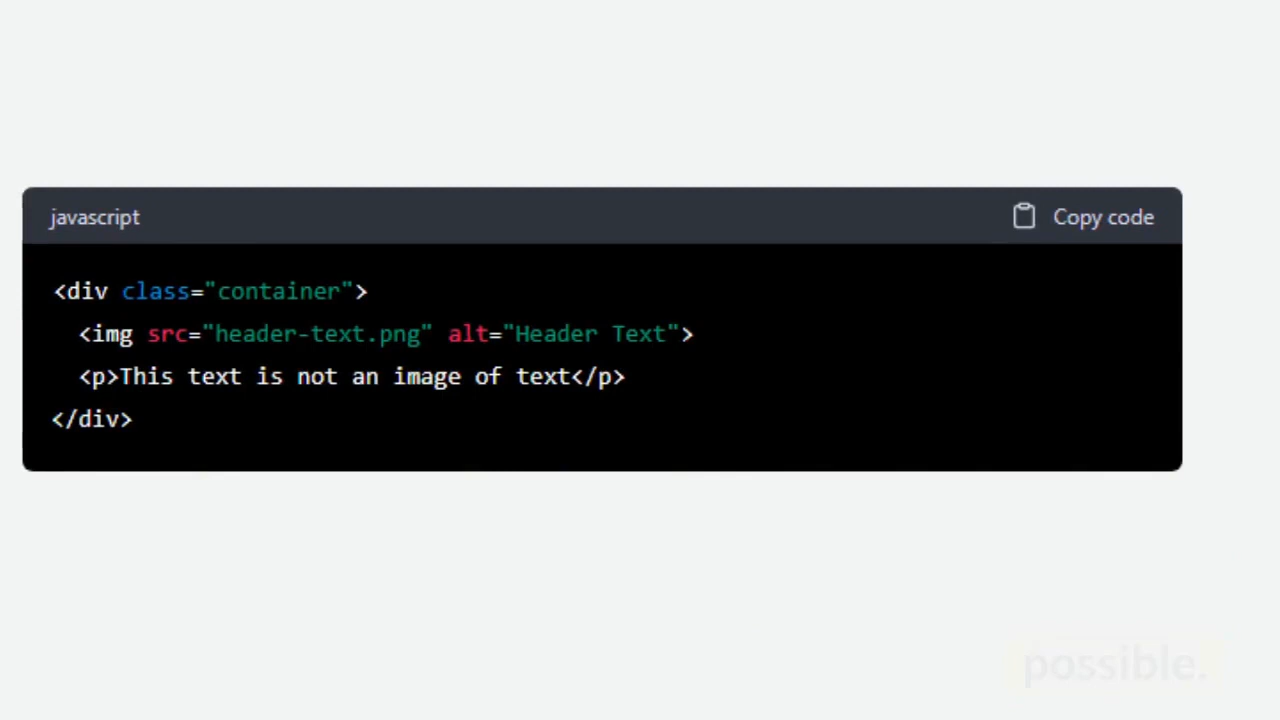 javascript
Copy code
<div class="container">
<img src="header-text.png" alt="Header Text">
<p>This text is not an image of text</p>
</div>
possible.